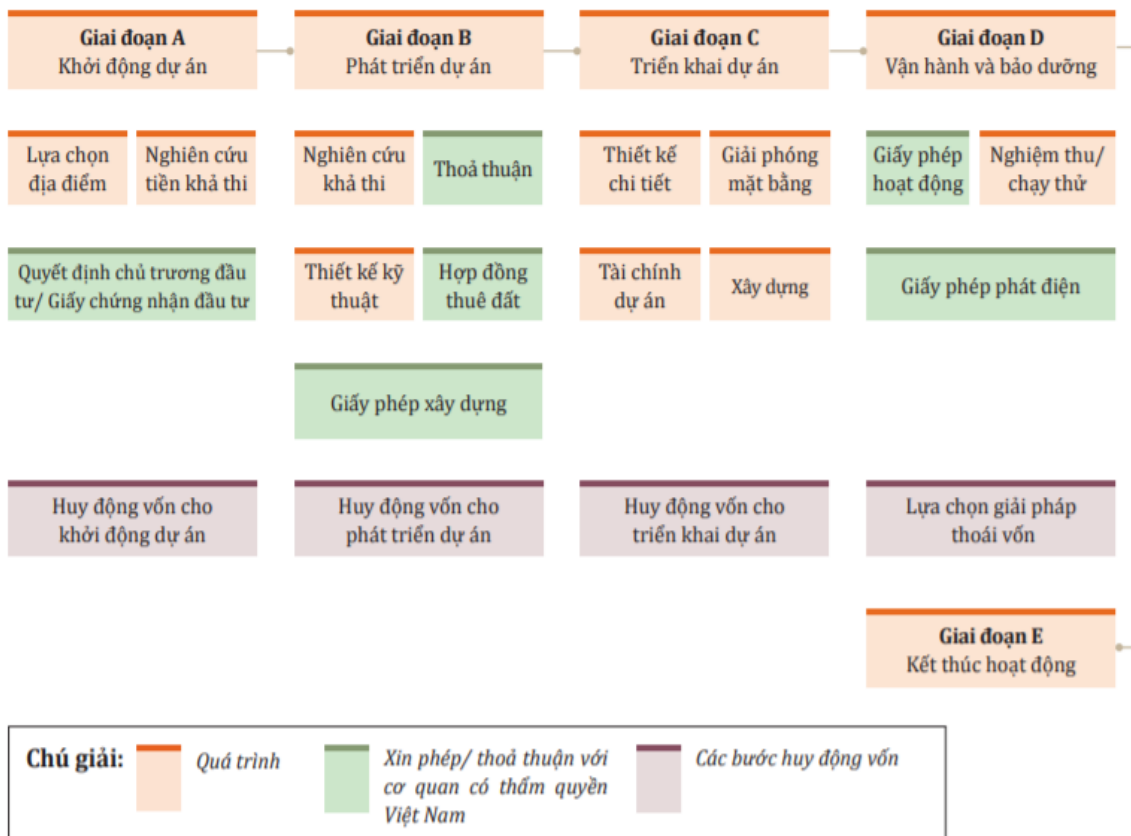 Giai đoạn A
Khởi động dự án
Giai đoạn B
Phát triển dự án
Giai đoạn C
Triển khai dự án
Giai đoạn D
Vận hành và bảo dưỡng
Lựa chọn
địa điểm
Nghiên cứu
tiền khả thi
Nghiên cứu
khả thi
Thoả thuận
Thiết kế
chi tiết
Giải phóng
mặt bằng
Giấy phép
hoạt động
Nghiệm thu/
chạy thử
Quyết định chủ trương đầu
tư/ Giấy chứng nhận đầu tư
Thiết kế kỹ
thuật
Hợp đồng
thuê đất
Tài chính
dự án
Xây dựng
Giấy phép phát điện
Giấy phép xây dựng
Huy động vốn cho
khởi động dự án
Huy động vốn cho
phát triển dự án
Huy động vốn cho
triển khai dự án
Lựa chọn giải pháp
thoái vốn
Giai đoạn E
Kết thúc hoạt động
Chú giải:
Quá trình
Xin phép/ thoả thuận với
cơ quan có thẩm quyền
Việt Nam
Các bước huy động vốn